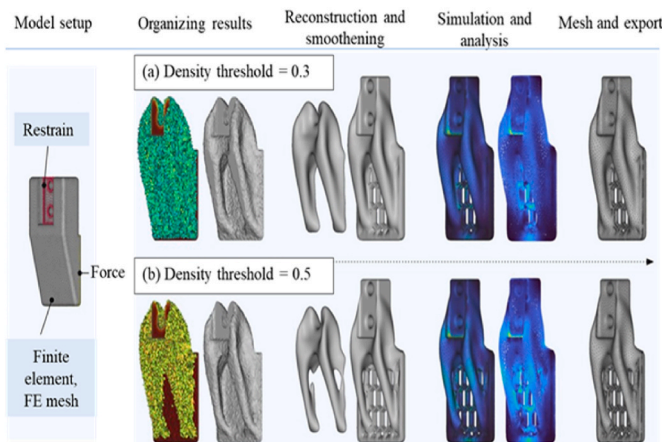 Model setup
Organizing results
Reconstruction and
smoothening
Simulation and
analysis
Mesh and export
(a) Density threshold = 0.3
Restrain
Force
(b) Density threshold = 0.5
Finite
element,
FE mesh